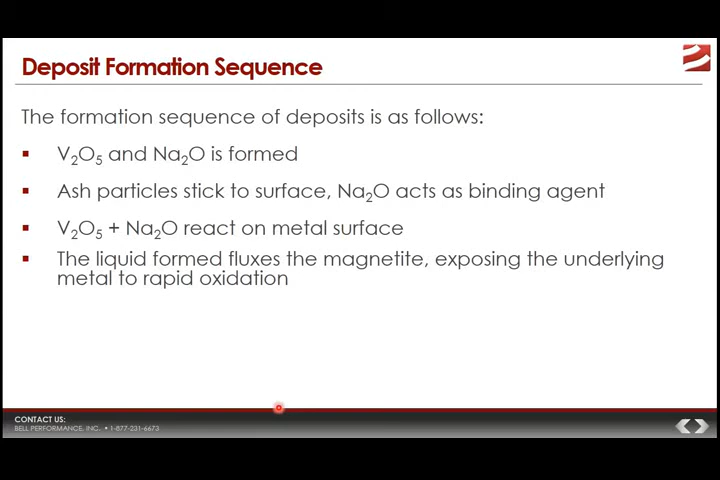 Deposit Formation Sequence
The formation sequence of deposits is as follows:
▪ V₂O₅ and Na₂O is formed
▪ Ash particles stick to surface, Na₂O acts as binding agent
▪ V₂O₅ + Na₂O react on metal surface
▪ The liquid formed fluxes the magnetite, exposing the underlying
metal to rapid oxidation
CONTACT US:
BELL PERFORMANCE, INC. • 1-877-231-6673